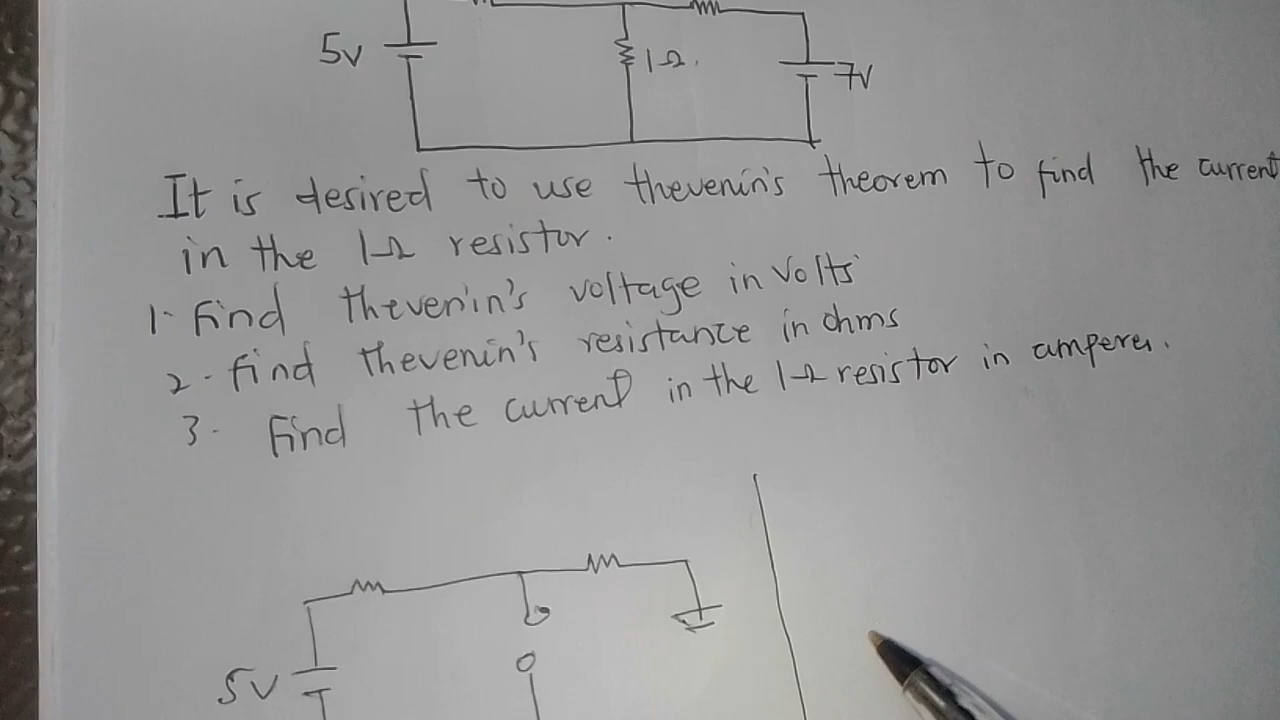 5v
1Ω.
7V
It is desired to use thevenin's theorem to find the current
in the 1Ω resistor.
1. Find thevenin's voltage in Volts
2. find thevenin's resistance in ohms
3. Find the current in the 1Ω resistor in amperes.
5V